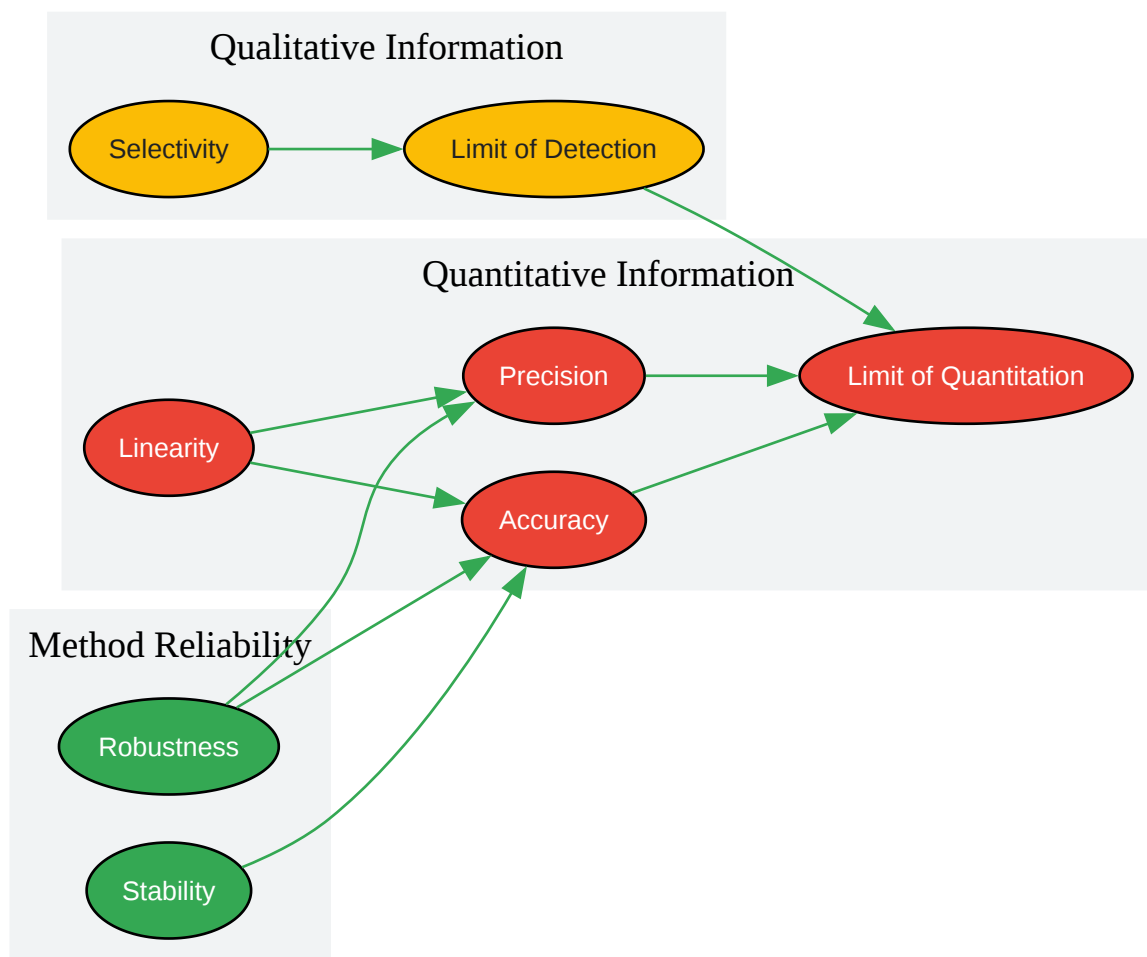 Qualitative Information
Selectivity
Limit of Detection
Quantitative Information
Precision
Limit of Quantitation
Linearity
Accuracy
Method Reliability
Robustness
Stability